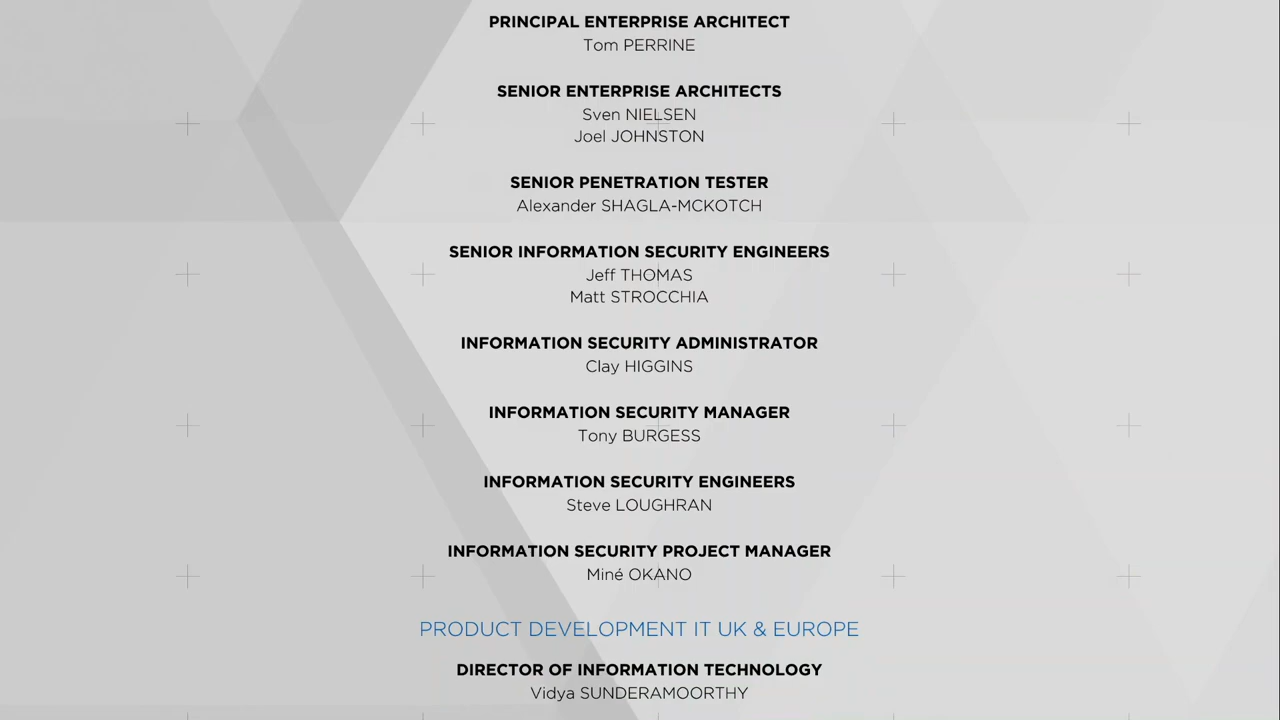 PRINCIPAL ENTERPRISE ARCHITECT
Tom PERRINE
SENIOR ENTERPRISE ARCHITECTS
Sven NIELSEN
Joel JOHNSTON
SENIOR PENETRATION TESTER
Alexander SHAGLA-MCKOTCH
SENIOR INFORMATION SECURITY ENGINEERS
Jeff THOMAS
Matt STROCCHIA
INFORMATION SECURITY ADMINISTRATOR
Clay HIGGINS
INFORMATION SECURITY MANAGER
Tony BURGESS
INFORMATION SECURITY ENGINEERS
Steve LOUGHRAN
INFORMATION SECURITY PROJECT MANAGER
Miné OKANO
PRODUCT DEVELOPMENT IT UK & EUROPE
DIRECTOR OF INFORMATION TECHNOLOGY
Vidya SUNDERAMOORTHY